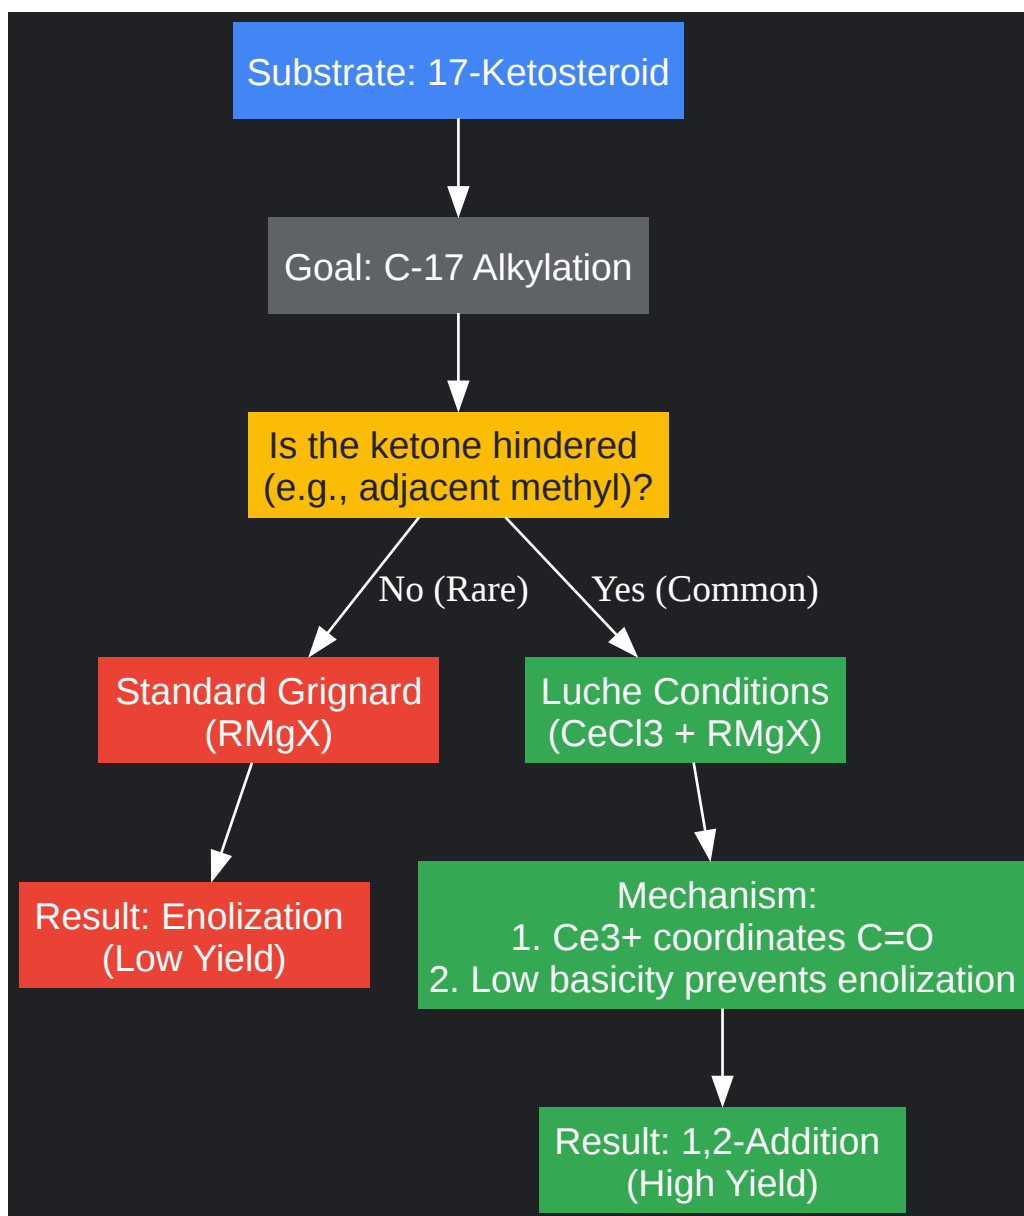 Substrate: 17-Ketosteroid
Goal: C-17 Alkylation
Is the ketone hindered
(e.g., adjacent methyl)?
No (Rare)
Yes (Common)
Standard Grignard
(RMgX)
Luche Conditions
(CeCl3 + RMgX)
Result: Enolization
(Low Yield)
Mechanism:
1. Ce3+ coordinates C=O
2. Low basicity prevents enolization
Result: 1,2-Addition
(High Yield)